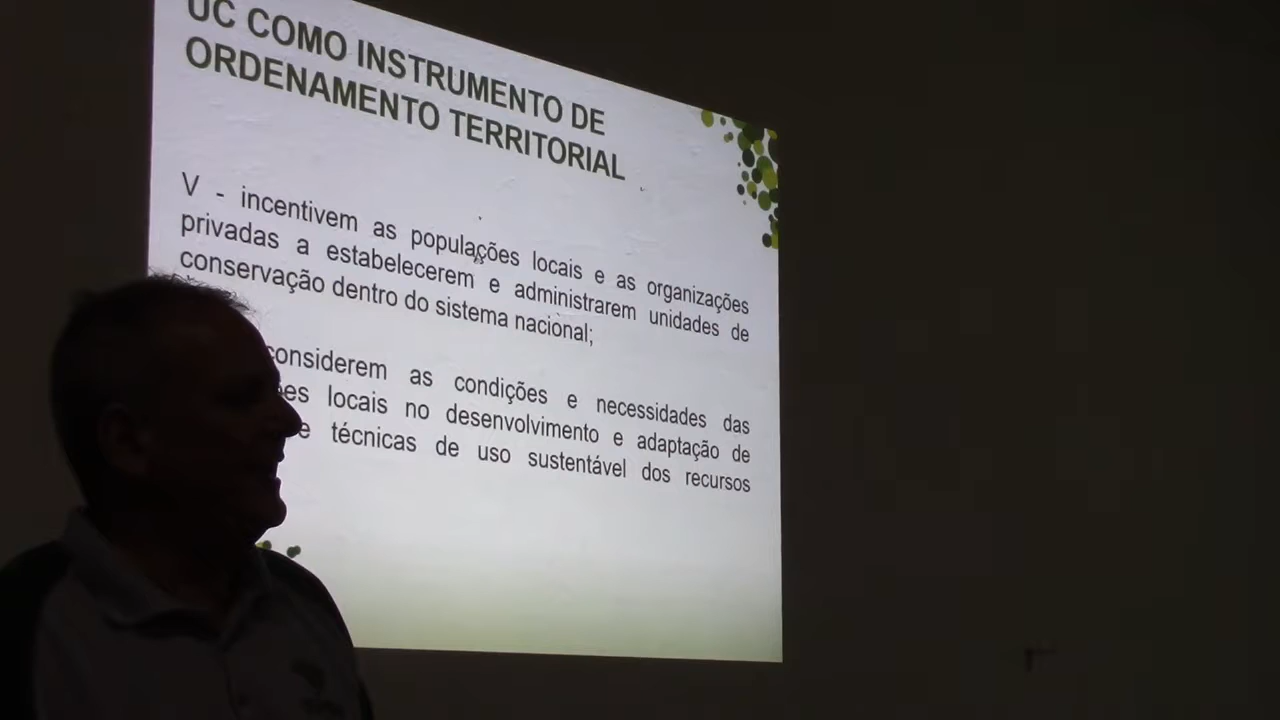 UC COMO INSTRUMENTO DE
ORDENAMENTO TERRITORIAL
V - incentivem as populações locais e as organizações
privadas a estabelecerem e administrarem unidades de
conservação dentro do sistema nacional;
considerem as condições e necessidades das
locais no desenvolvimento e adaptação de
e técnicas de uso sustentável dos recursos